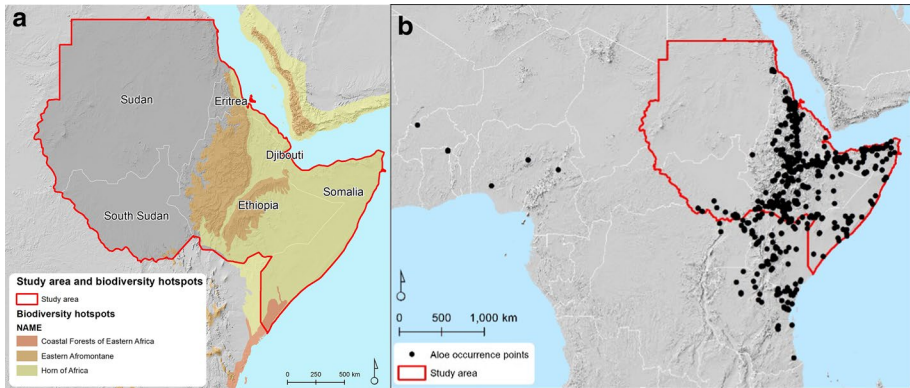 a
Sudan
Eritrea
Djibouti
Somalia
Ethiopia
South Sudan
Study area and biodiversity hotspots
Study area
Biodiversity hotspots
NAME
Coastal Forests of Eastern Africa
Eastern Afromontane
Horn of Africa
0 250 500 km
b
0 500 1,000 km
Aloe occurrence points
Study area